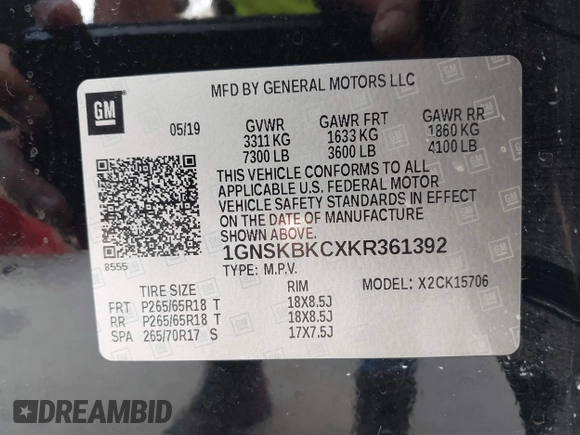 GM
MFD BY GENERAL MOTORS LLC
05/19 GVWR GAWR FRT GAWR RR
3311 KG 1633 KG 1860 KG
7300 LB 3600 LB 4100 LB
THIS VEHICLE CONFORMS TO ALL
APPLICABLE U.S. FEDERAL MOTOR
VEHICLE SAFETY STANDARDS IN EFFECT
ON THE DATE OF MANUFACTURE
SHOWN ABOVE.
1GNSKBKCXKR361392
8555
TYPE: M.P.V.
MODEL: X2CK15706
TIRE SIZE RIM
FRT P265/65R18 T 18X8.5J
RR P265/65R18 T 18X8.5J
SPA 265/70R17 S 17X7.5J
DREAMBID